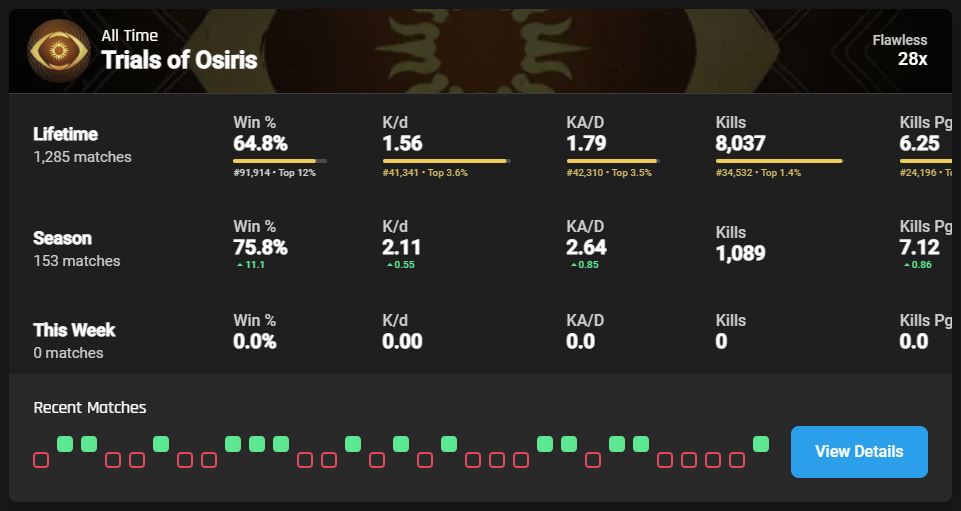 All Time
Trials of Osiris
Flawless
28x
Lifetime
1,285 matches
Win %
64.8%
#91,914 • Top 12%
K/d
1.56
#41,341 • Top 3.6%
KA/D
1.79
#42,310 • Top 3.5%
Kills
8,037
#34,532 • Top 1.4%
Kills Pg
6.25
#24,196 • T
Season
153 matches
Win %
75.8%
11.1
K/d
2.11
0.55
KA/D
2.64
0.85
Kills
1,089
Kills Pg
7.12
0.86
This Week
0 matches
Win %
0.0%
K/d
0.00
KA/D
0.0
Kills
0
Kills Pg
0.0
Recent Matches
View Details